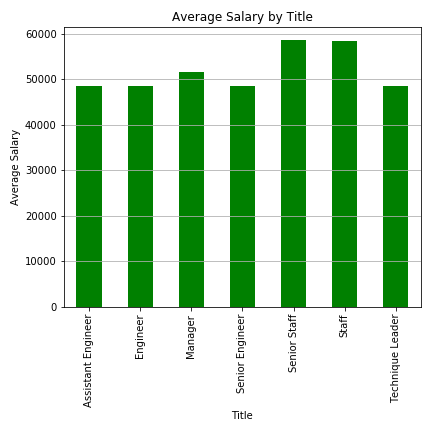 Average Salary by Title
60000
50000
40000
30000
20000
10000
0
Average Salary
Assistant Engineer
Engineer
Manager
Senior Engineer
Senior Staff
Staff
Technique Leader
Title